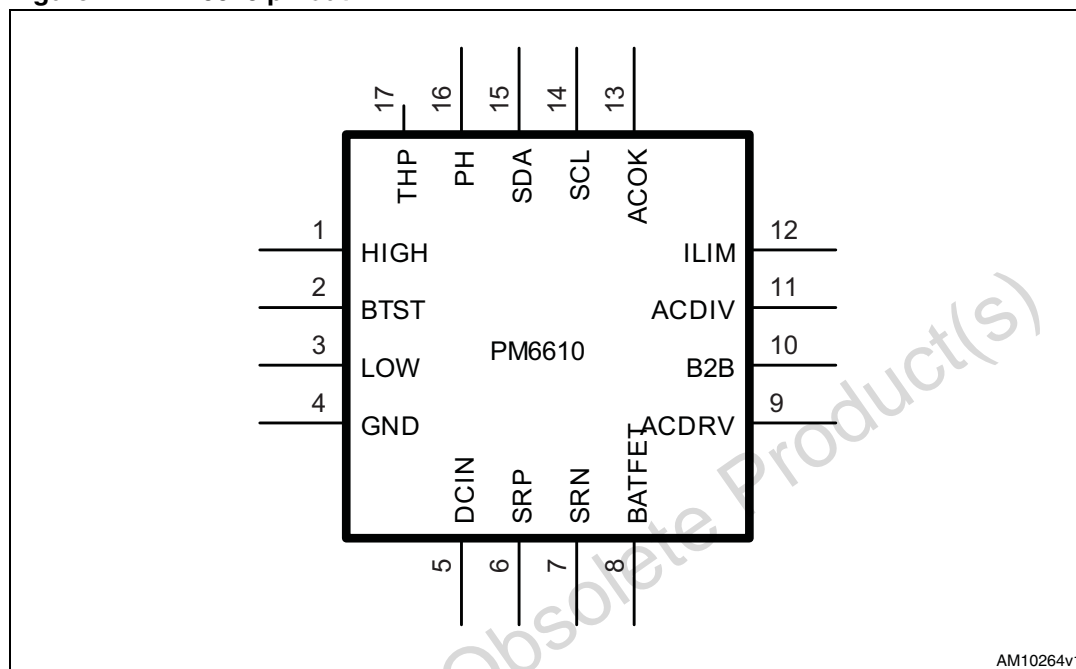 17
16
15
14
13
THP
PH
SDA
SCL
ACOK
1
HIGH
2
BTST
3
LOW
4
GND
PM6610
12
ILIM
11
ACDIV
10
B2B
9
ACDRV
DCIN
SRP
SRN
BATFET
5
6
7
8
Obsolete Product(s)
AM10264v1